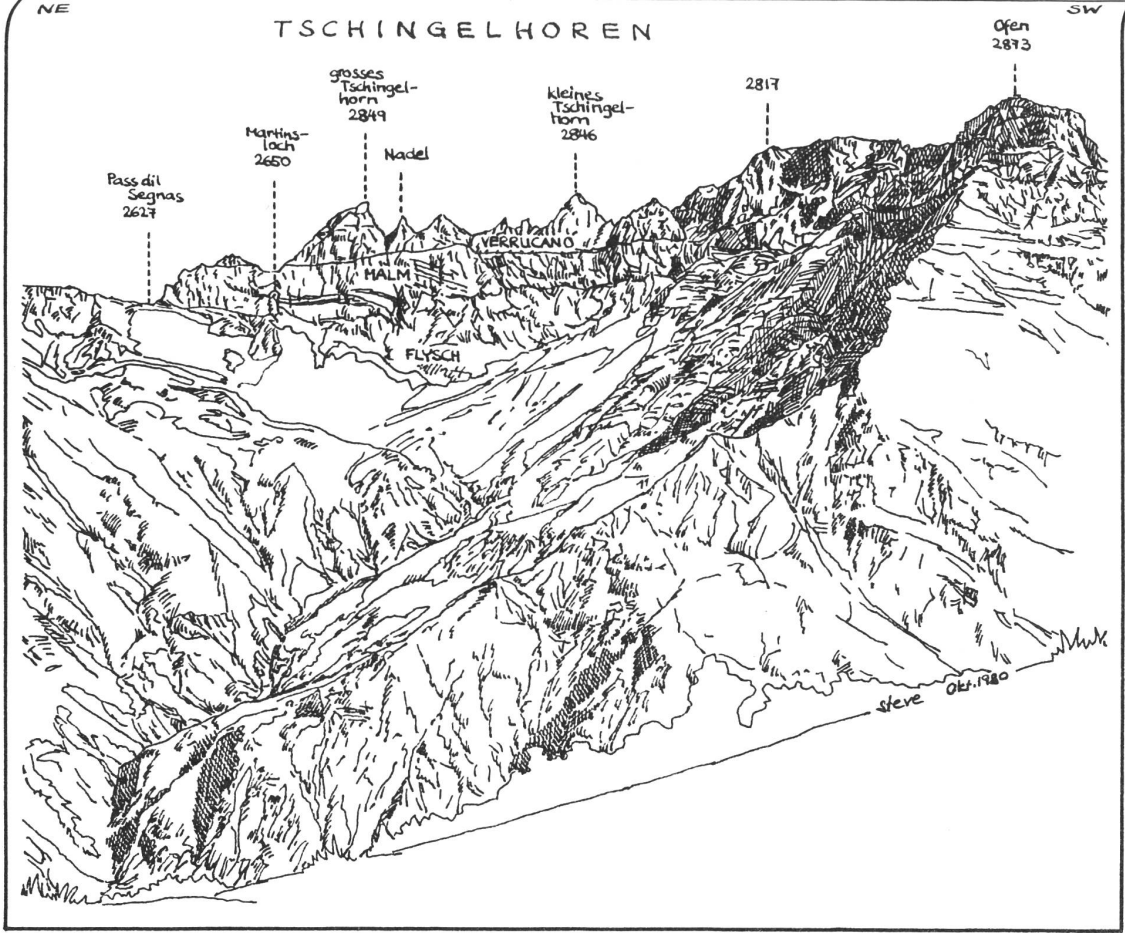 NE
SW
TSCHINGELHOREN
Ofen
2873
grosses
Tschingel-
horn
2849
2817
kleines
Tschingel-
horn
2846
Martins-
loch
2650
Nadel
Pass dil
Segnas
2627
VERRUCANO
MALM
FLYSCH
steve Okt. 1980